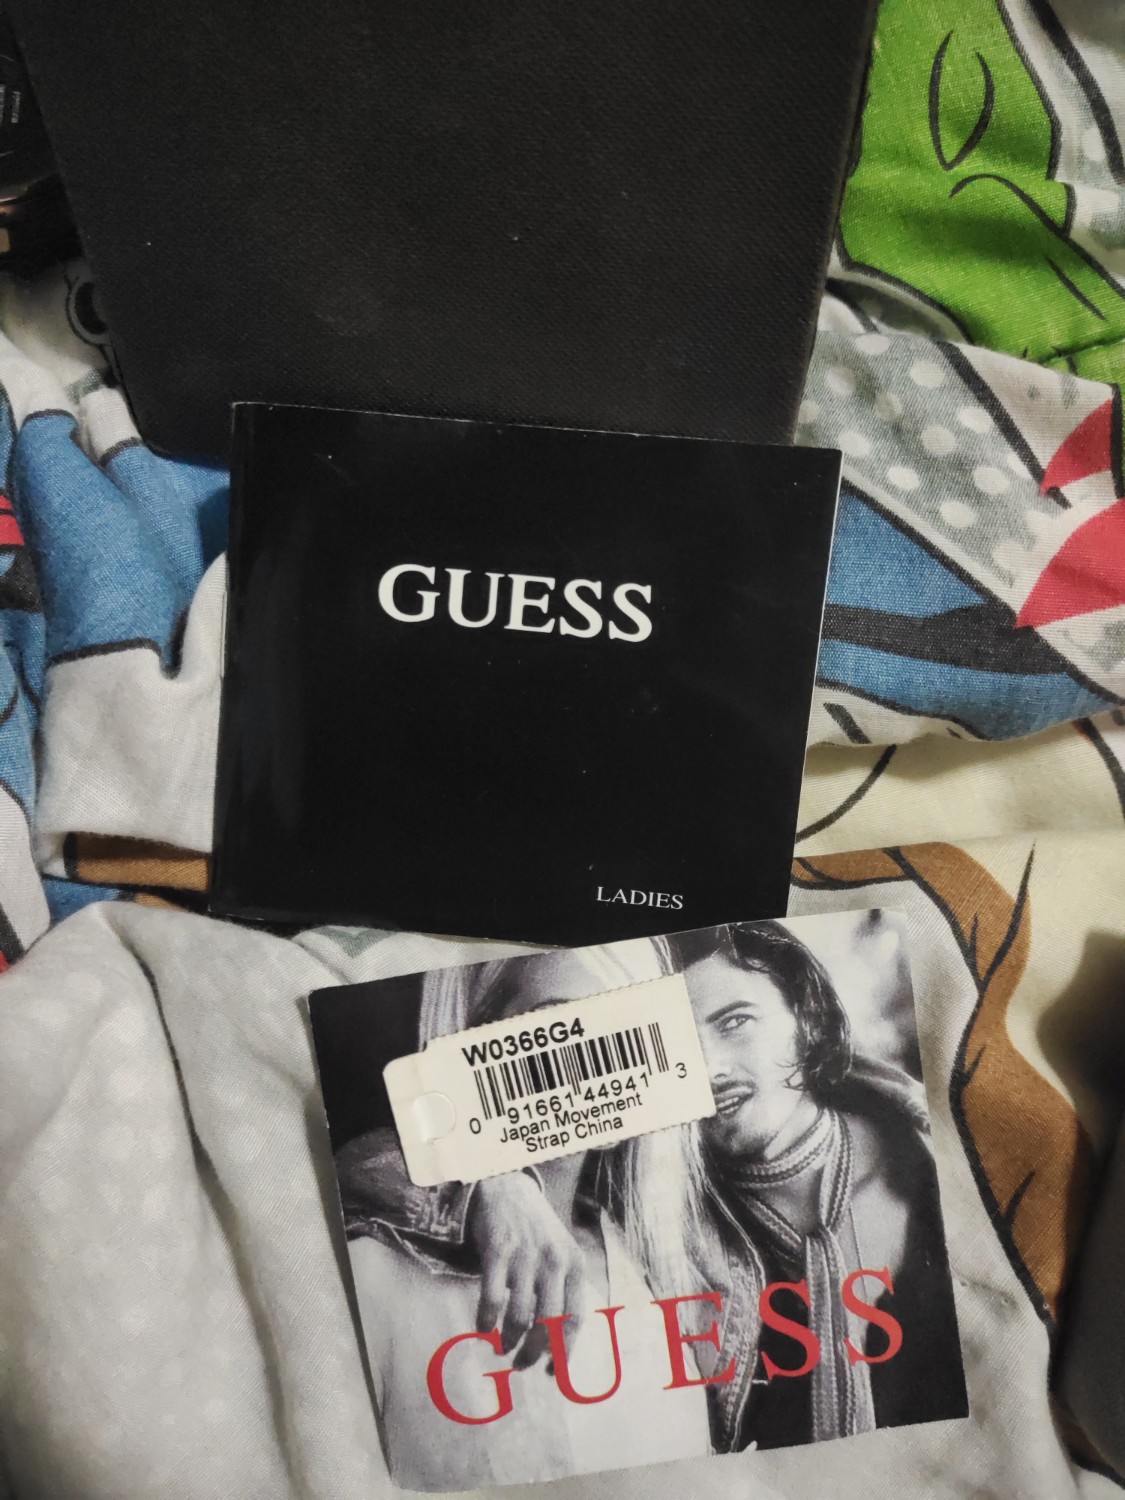 GUESS
LADIES
W0366G4
0 91661 44941 3
Japan Movement
Strap China
GUESS